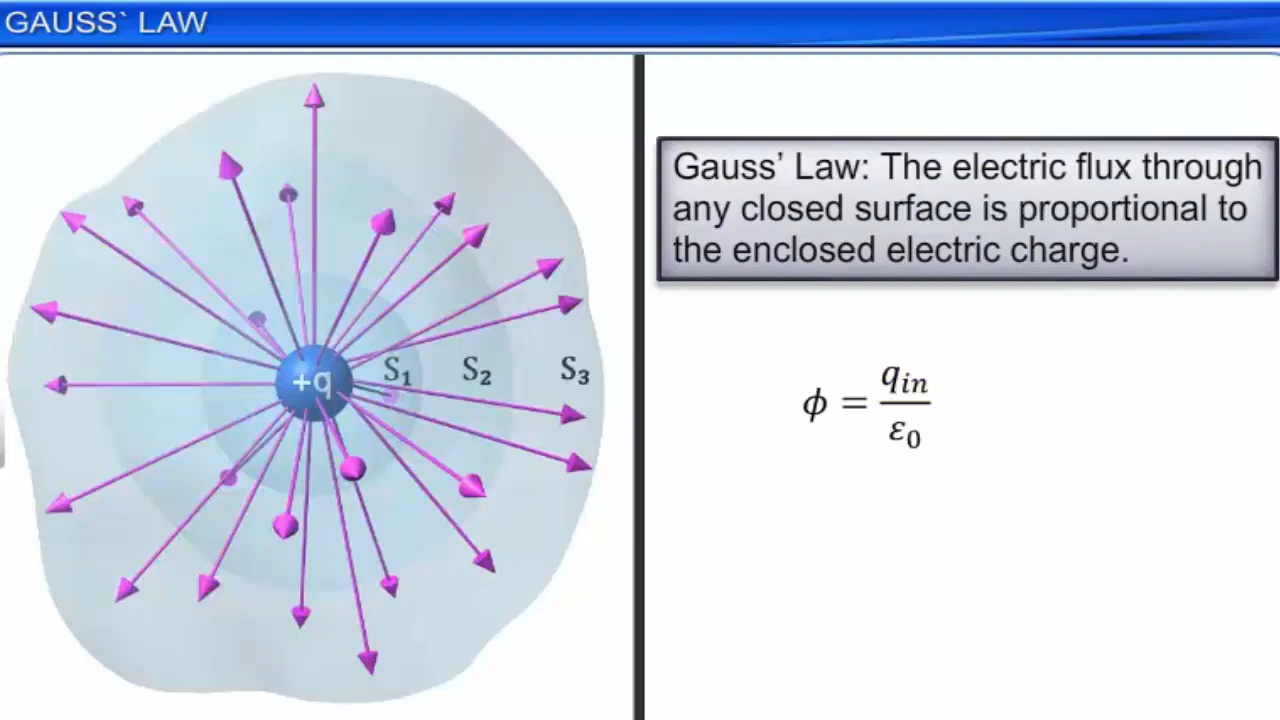 GAUSS` LAW
+q
S₁
S₂
S₃
Gauss’ Law: The electric flux through
any closed surface is proportional to
the enclosed electric charge.
ϕ = q_in / ε₀